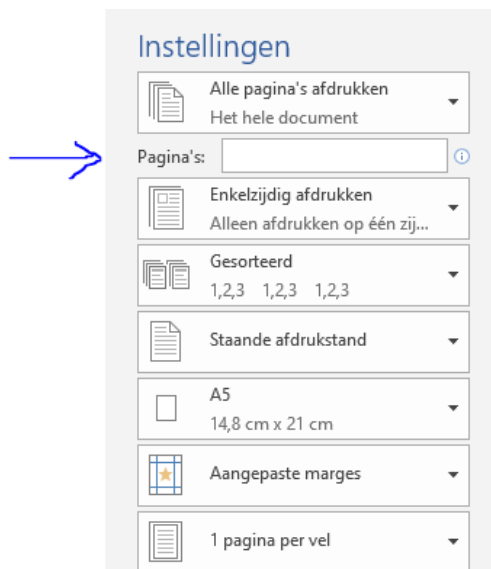 Instellingen
Alle pagina's afdrukken
Het hele document
Pagina's:
Enkelzijdig afdrukken
Alleen afdrukken op één zij...
Gesorteerd
1,2,3 1,2,3 1,2,3
Staande afdrukstand
A5
14,8 cm x 21 cm
Aangepaste marges
1 pagina per vel